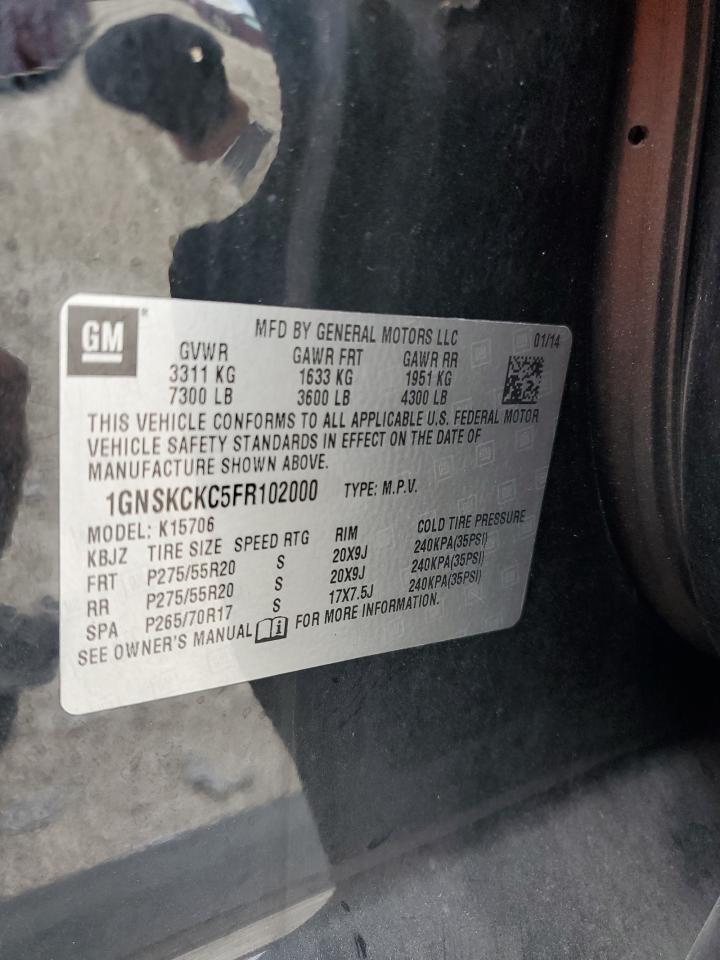 GM ®
MFD BY GENERAL MOTORS LLC 01/14
GVWR GAWR FRT GAWR RR
3311 KG 1633 KG 1951 KG
7300 LB 3600 LB 4300 LB
THIS VEHICLE CONFORMS TO ALL APPLICABLE U.S. FEDERAL MOTOR
VEHICLE SAFETY STANDARDS IN EFFECT ON THE DATE OF
MANUFACTURE SHOWN ABOVE.
1GNSKCKC5FR102000 TYPE: M.P.V.
MODEL: K15706
KBJZ TIRE SIZE SPEED RTG RIM COLD TIRE PRESSURE
FRT P275/55R20 S 20X9J 240KPA(35PSI)
RR P275/55R20 S 20X9J 240KPA(35PSI)
SPA P265/70R17 S 17X7.5J 240KPA(35PSI)
SEE OWNER'S MANUAL i FOR MORE INFORMATION.